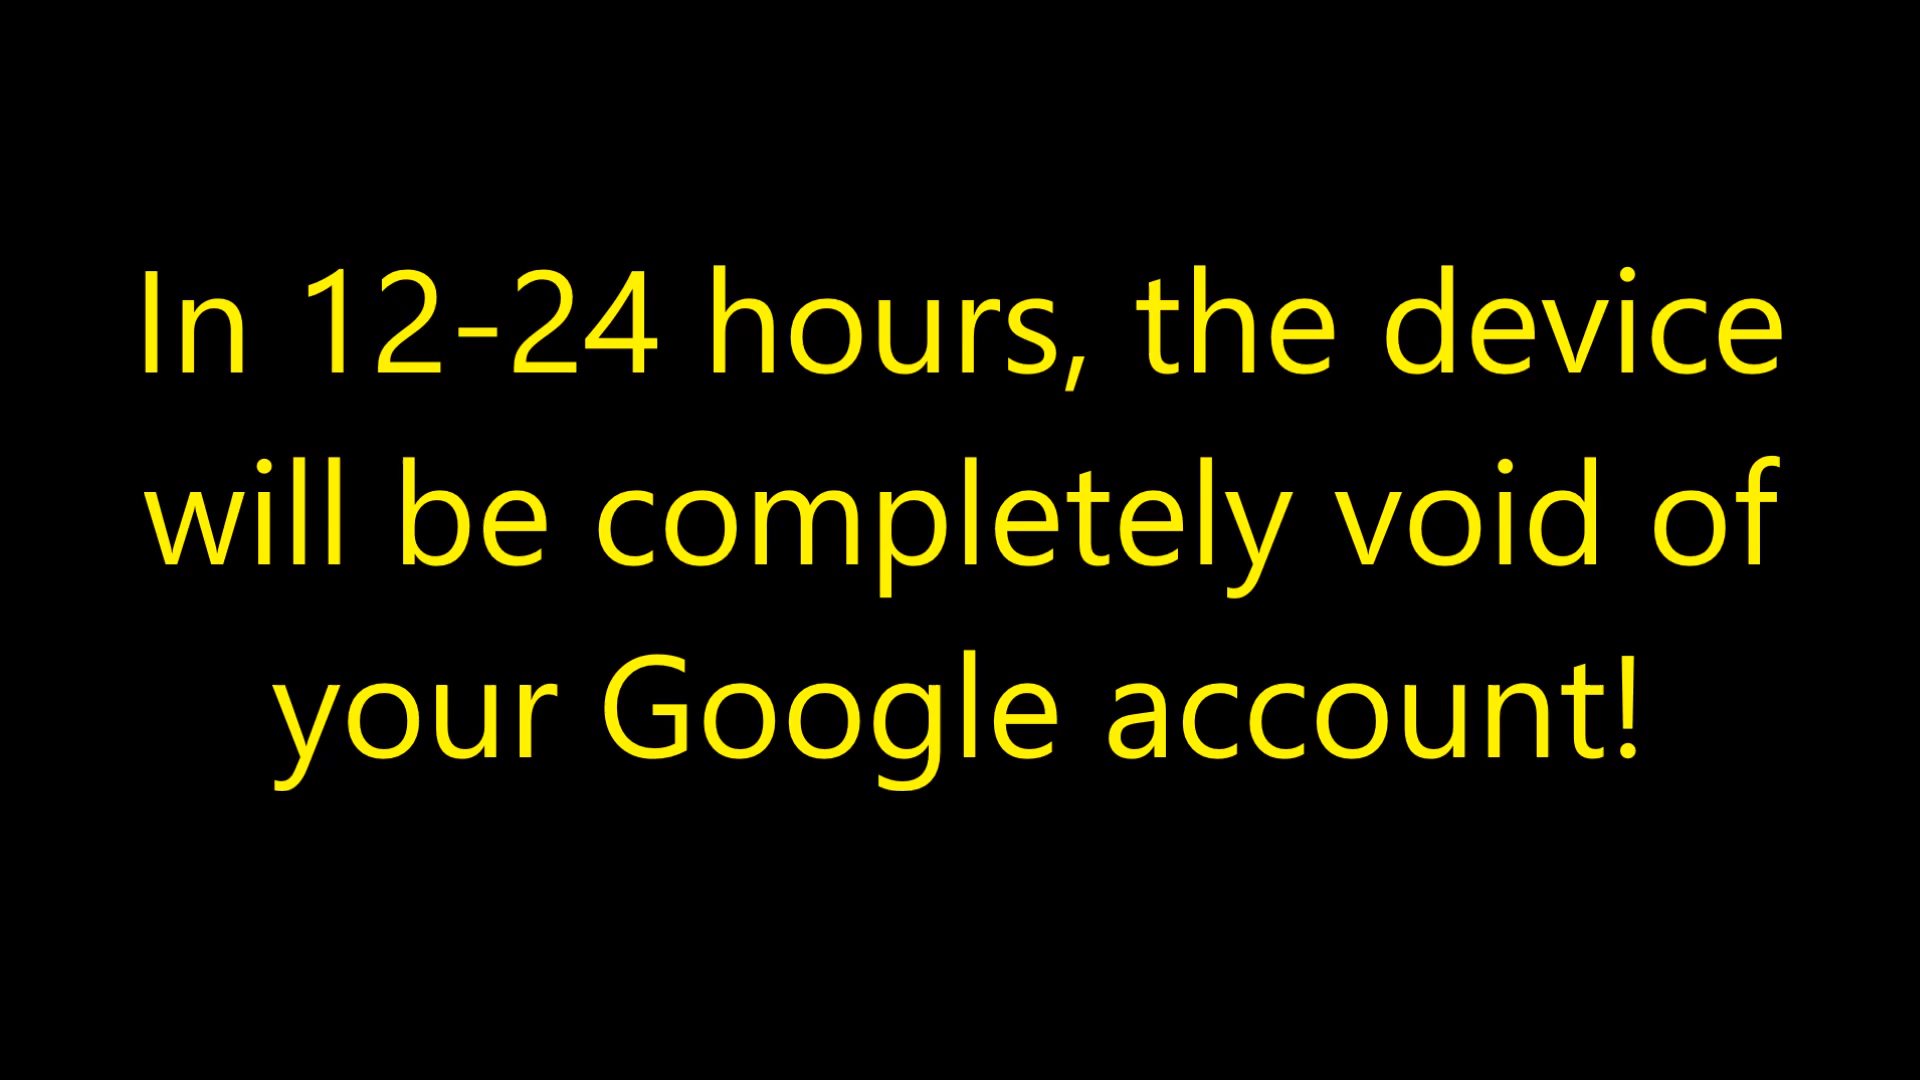 In 12-24 hours, the device
will be completely void of
your Google account!